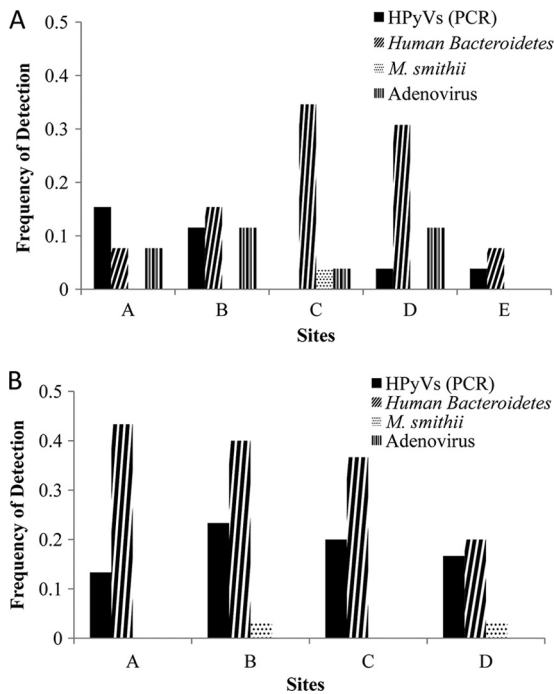 A
0.5
0.4
0.3
0.2
0.1
0
Frequency of Detection
HPyVs (PCR)
Human Bacteroidetes
M. smithii
Adenovirus
A B C D E
Sites
B
0.5
0.4
0.3
0.2
0.1
0
Frequency of Detection
HPyVs (PCR)
Human Bacteroidetes
M. smithii
Adenovirus
A B C D
Sites